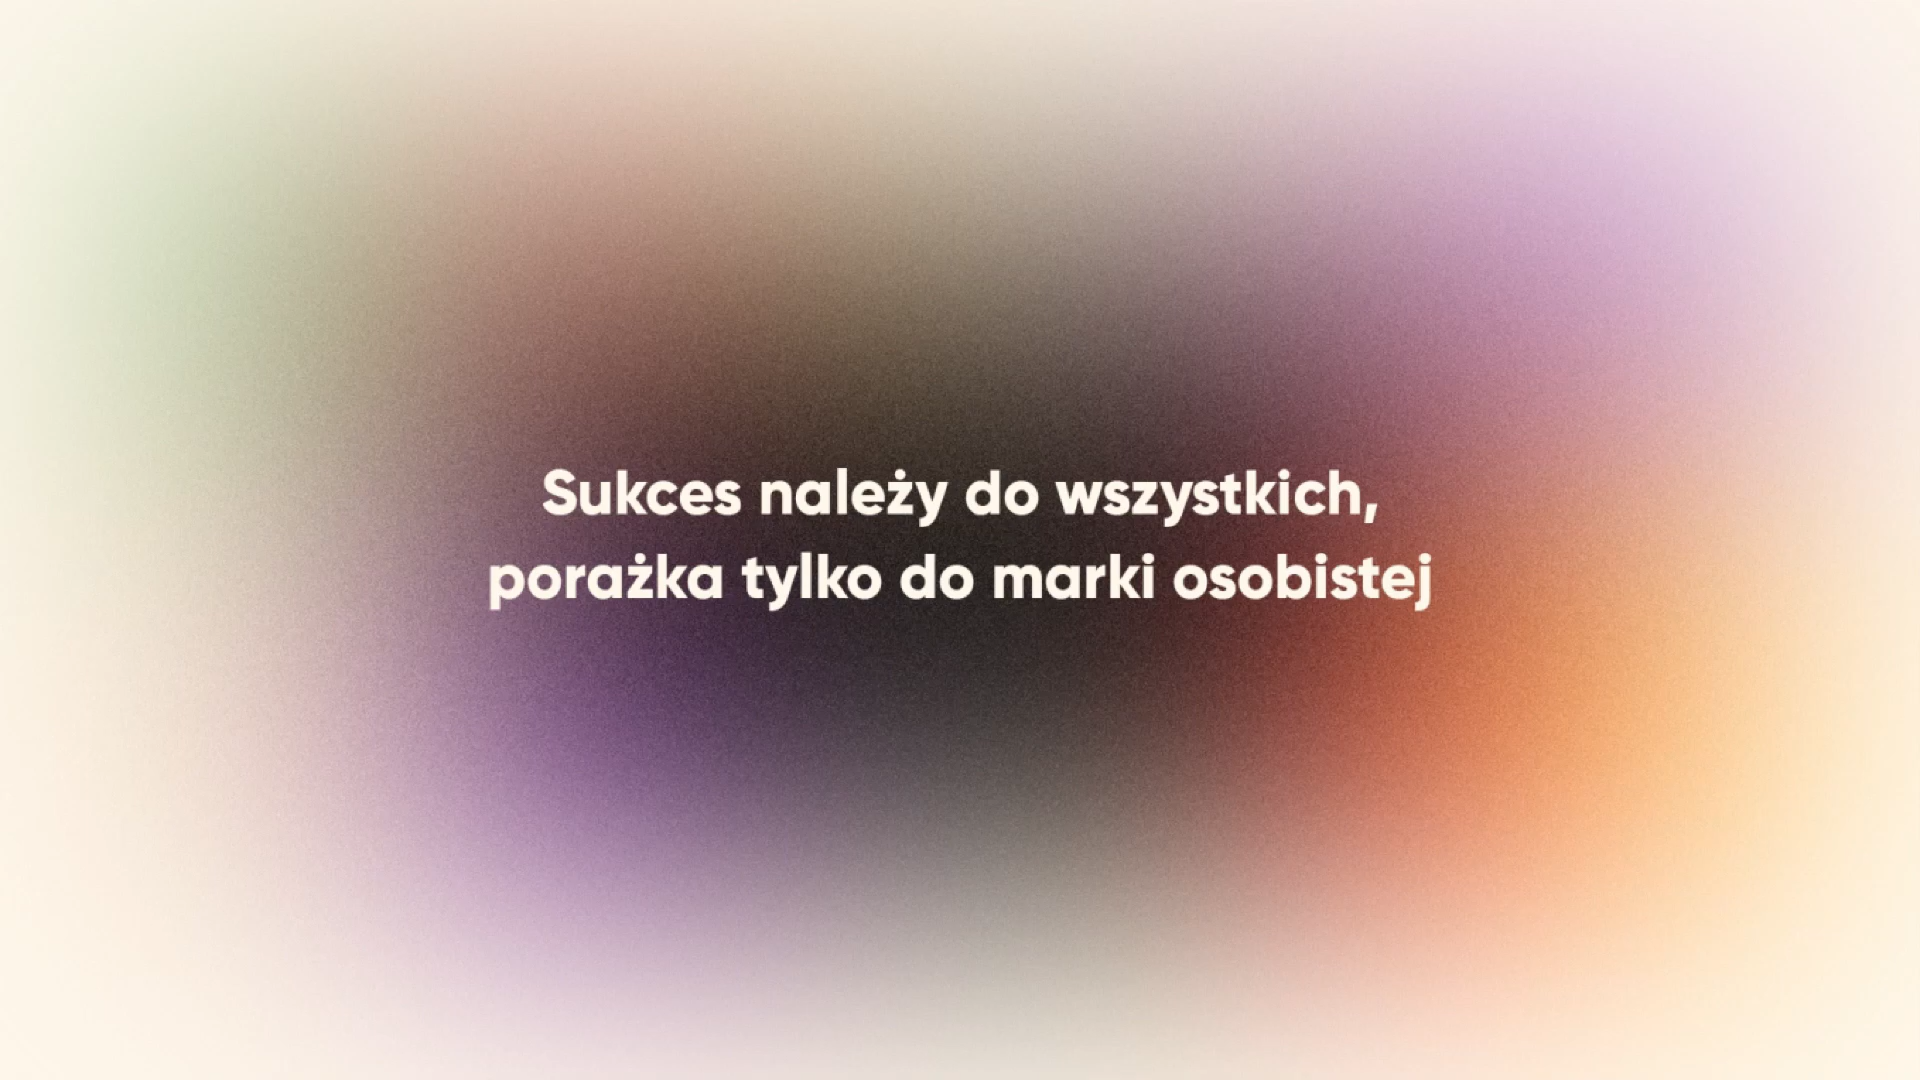 Sukces należy do wszystkich,
porażka tylko do marki osobistej